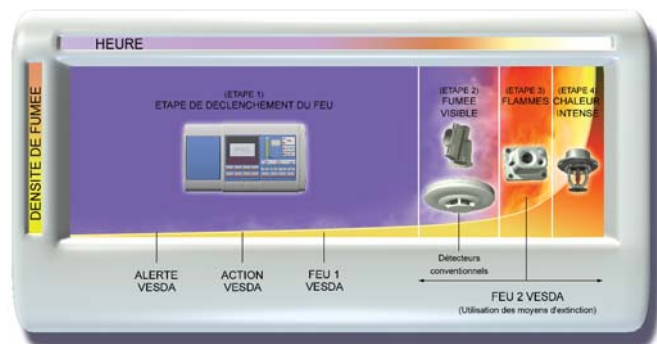 HEURE
DENSITE DE FUMEE
(ETAPE 1)
ETAPE DE DECLENCHEMENT DU FEU
(ETAPE 2)
FUMEE
VISIBLE
(ETAPE 3)
FLAMMES
(ETAPE 4)
CHALEUR
INTENSE
ALERTE
VESDA
ACTION
VESDA
FEU 1
VESDA
Détecteurs
conventionnels
FEU 2 VESDA
(Utilisation des moyens d'extinction)